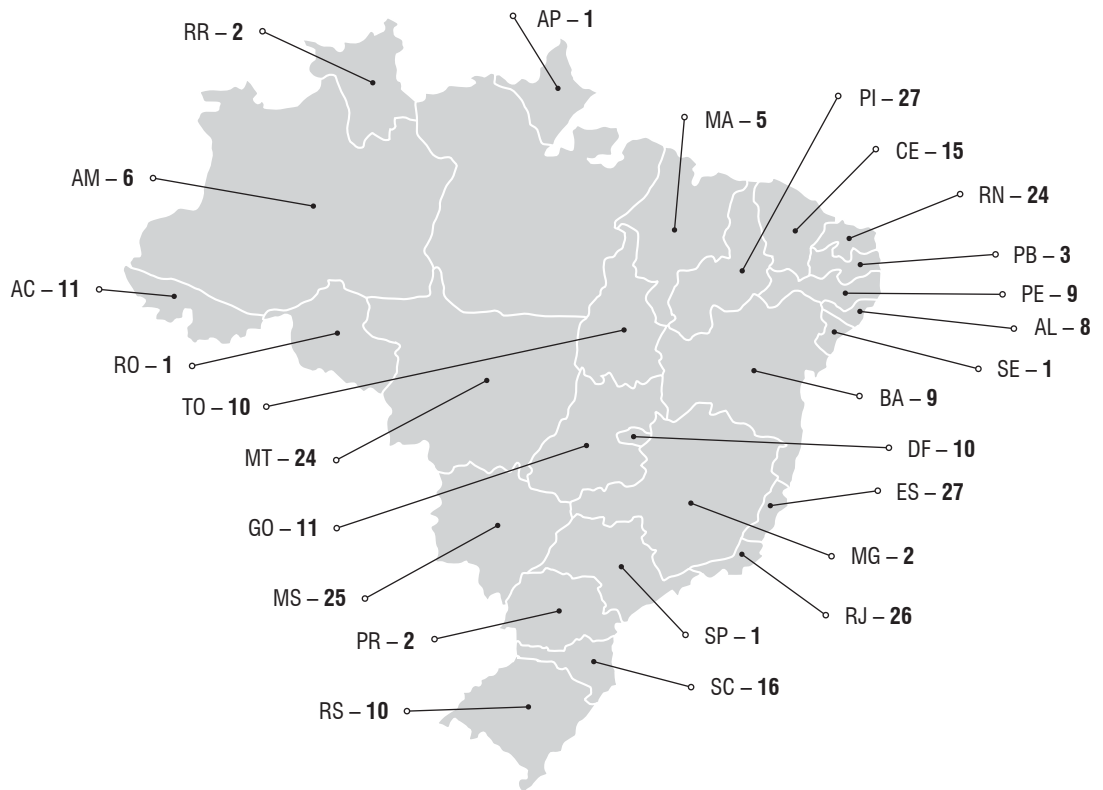 AP – 1
RR – 2
PI – 27
MA – 5
CE – 15
AM – 6
RN – 24
PB – 3
AC – 11
PE – 9
AL – 8
RO – 1
SE – 1
TO – 10
BA – 9
DF – 10
MT – 24
ES – 27
GO – 11
MG – 2
MS – 25
RJ – 26
PR – 2
SP – 1
SC – 16
RS – 10